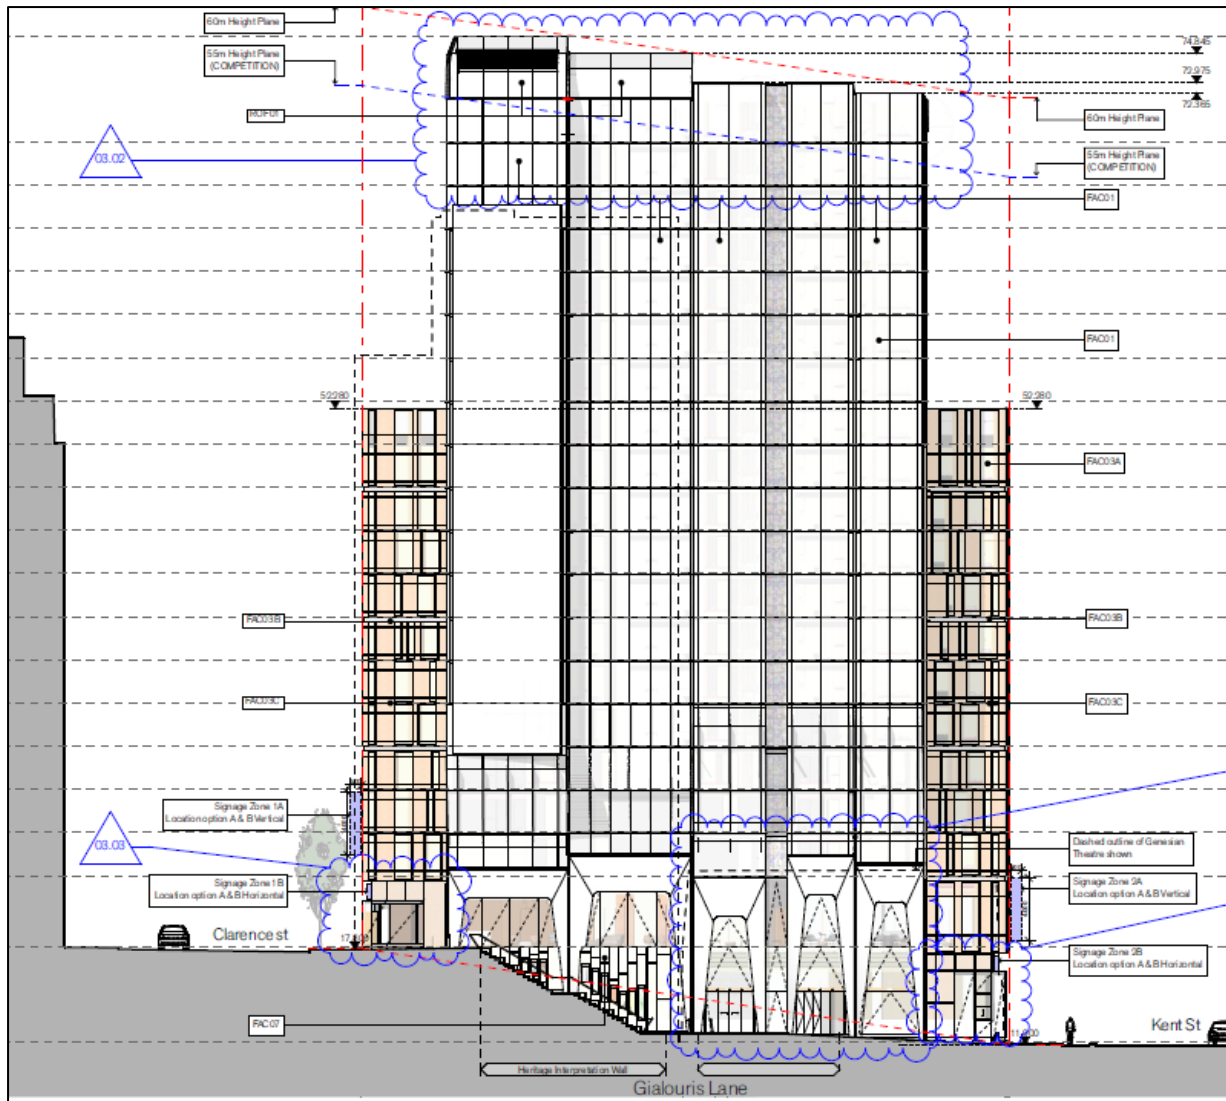 60m Height Plane
55m Height Plane
(COMPETITION)
74.845
72.975
72.365
ROF01
60m Height Plane
03.02
55m Height Plane
(COMPETITION)
FAC01
FAC01
52.280
52.280
FAC03A
FAC03B
FAC03B
FAC03C
FAC03C
Signage Zone 1A
Location option A & B Vertical
03.03
Dashed outline of Genesian
Theatre shown
Signage Zone 1B
Location option A & B Horizontal
Signage Zone 2A
Location option A & B Vertical
Clarence st
Signage Zone 2B
Location option A & B Horizontal
FAC07
Kent St
Heritage Interpretation Wall
Gialouris Lane